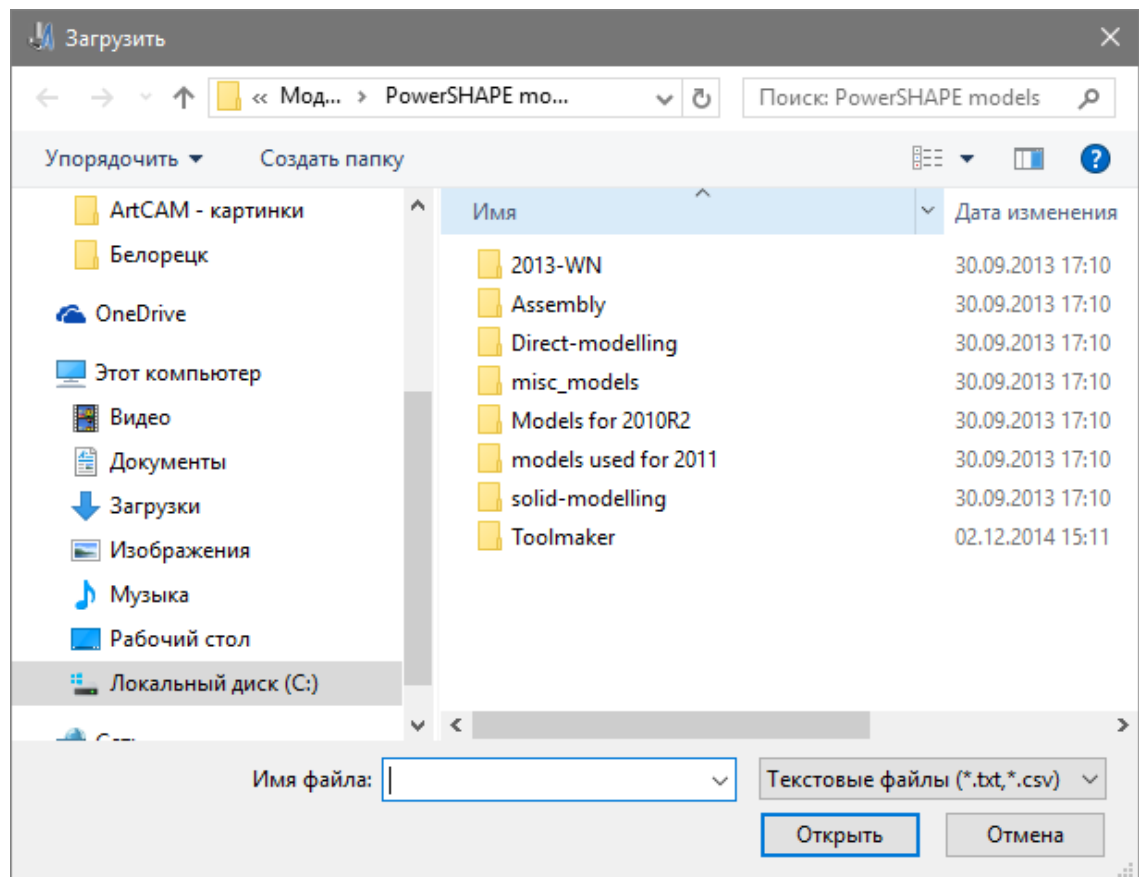 Загрузить
« Мод... › PowerSHAPE mo...
Поиск: PowerSHAPE models
Упорядочить
Создать папку
?
ArtCAM - картинки
Белорецк
OneDrive
Этот компьютер
Видео
Документы
Загрузки
Изображения
Музыка
Рабочий стол
Локальный диск (C:)
Имя Дата изменения
2013-WN 30.09.2013 17:10
Assembly 30.09.2013 17:10
Direct-modelling 30.09.2013 17:10
misc_models 30.09.2013 17:10
Models for 2010R2 30.09.2013 17:10
models used for 2011 30.09.2013 17:10
solid-modelling 30.09.2013 17:10
Toolmaker 02.12.2014 15:11
Имя файла:
Текстовые файлы (*.txt,*.csv)
Открыть
Отмена